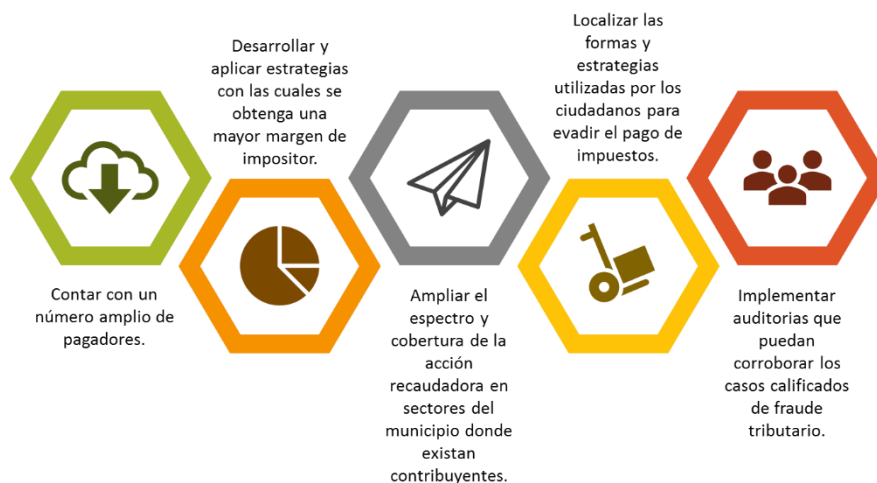 Contar con un
número amplio de
pagadores.
Desarrollar y
aplicar estrategias
con las cuales se
obtenga una
mayor margen de
impositor.
Ampliar el
espectro y
cobertura de la
acción
recaudadora en
sectores del
municipio donde
existan
contribuyentes.
Localizar las
formas y
estrategias
utilizadas por los
ciudadanos para
evadir el pago de
impuestos.
Implementar
auditorias que
puedan
corroborar los
casos calificados
de fraude
tributario.